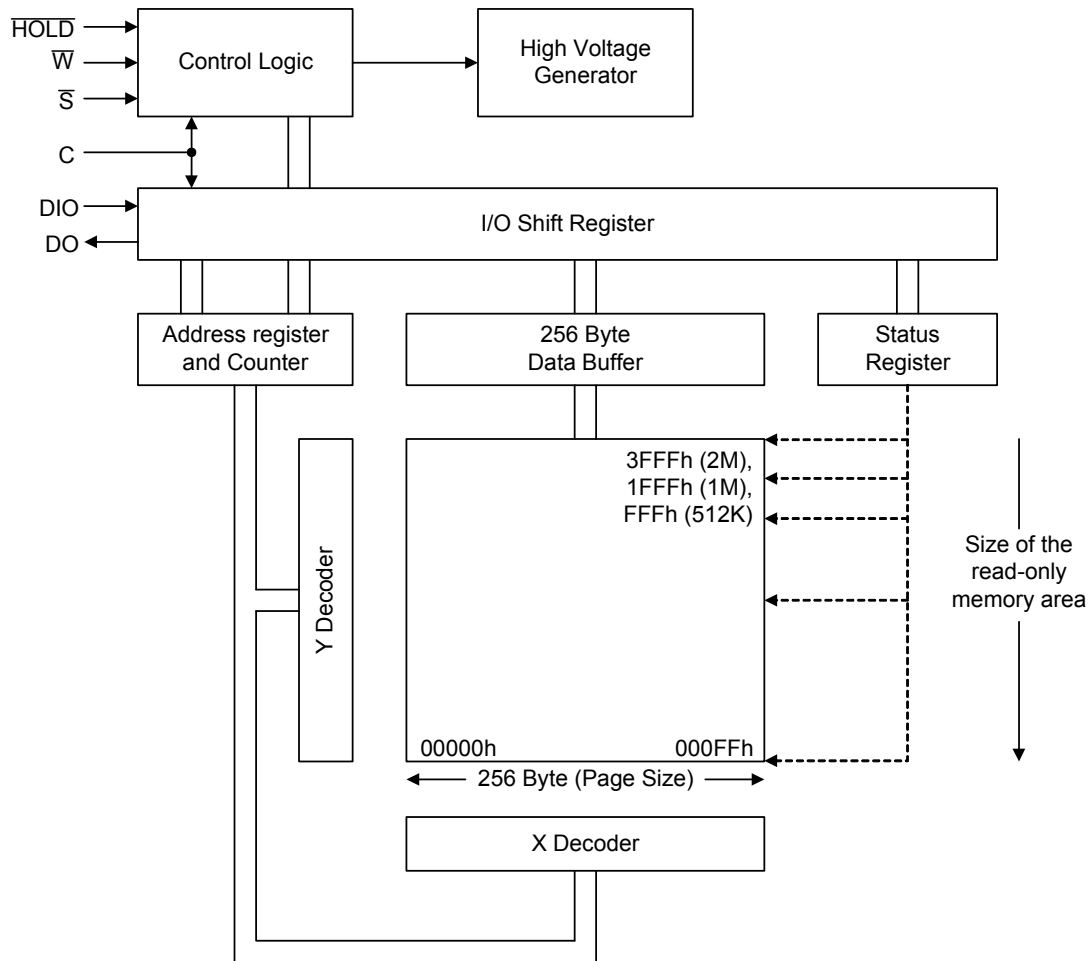 HOLD
W
S
C
DIO
DO
Control Logic
High Voltage
Generator
I/O Shift Register
Address register
and Counter
256 Byte
Data Buffer
Status
Register
Y Decoder
3FFFh (2M),
1FFFh (1M),
FFFh (512K)
00000h
000FFh
256 Byte (Page Size)
X Decoder
Size of the
read-only
memory area